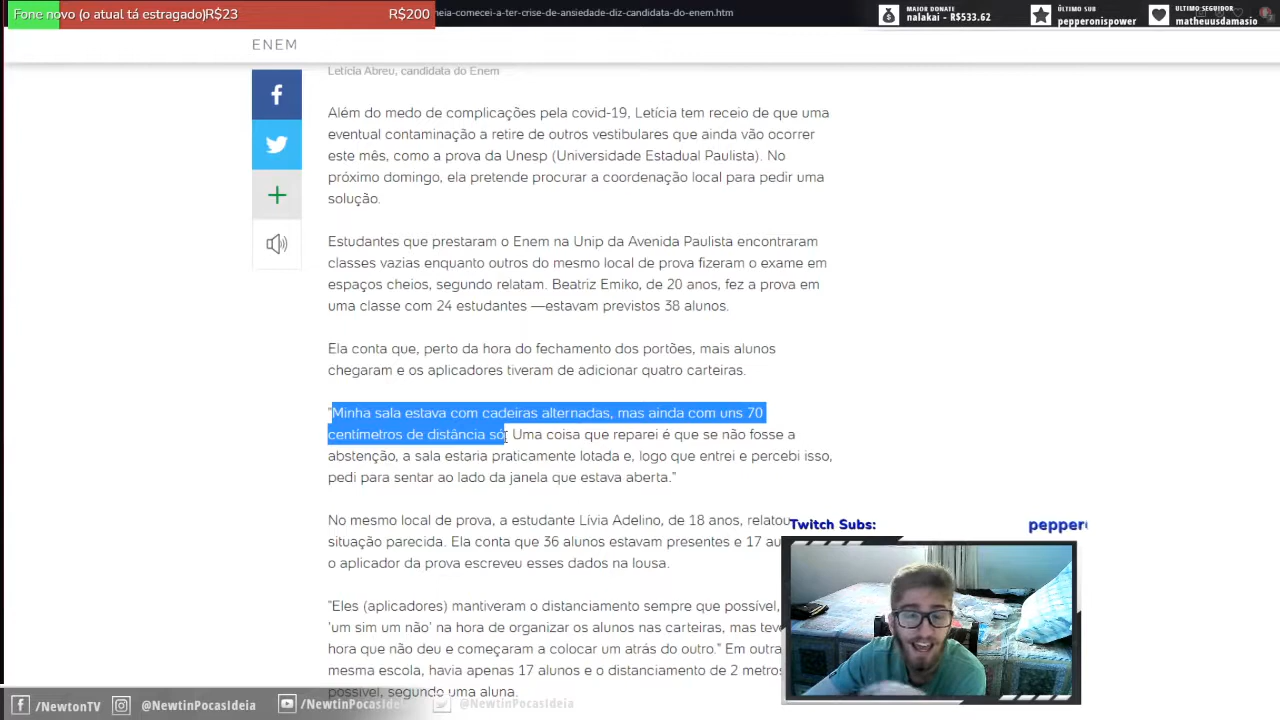 Fone novo (o atual tá estragado)R$23
R$200
neia-comecei-a-ter-crise-de-ansiedade-diz-candidata-do-enem.htm
MAIOR DONATE
nalakai - R$533.62
ÚLTIMO SUB
pepperonispower
ÚLTIMO SEGUIDOR
matheuusdamasio
ENEM
Letícia Abreu, candidata do Enem
Além do medo de complicações pela covid-19, Letícia tem receio de que uma
eventual contaminação a retire de outros vestibulares que ainda vão ocorrer
este mês, como a prova da Unesp (Universidade Estadual Paulista). No
próximo domingo, ela pretende procurar a coordenação local para pedir uma
solução.
Estudantes que prestaram o Enem na Unip da Avenida Paulista encontraram
classes vazias enquanto outros do mesmo local de prova fizeram o exame em
espaços cheios, segundo relatam. Beatriz Emiko, de 20 anos, fez a prova em
uma classe com 24 estudantes —estavam previstos 38 alunos.
Ela conta que, perto da hora do fechamento dos portões, mais alunos
chegaram e os aplicadores tiveram de adicionar quatro carteiras.
"Minha sala estava com cadeiras alternadas, mas ainda com uns 70
centímetros de distância só. Uma coisa que reparei é que se não fosse a
abstenção, a sala estaria praticamente lotada e, logo que entrei e percebi isso,
pedi para sentar ao lado da janela que estava aberta."
No mesmo local de prova, a estudante Lívia Adelino, de 18 anos, relatou
situação parecida. Ela conta que 36 alunos estavam presentes e 17 au
o aplicador da prova escreveu esses dados na lousa.
"Eles (aplicadores) mantiveram o distanciamento sempre que possível,
'um sim um não' na hora de organizar os alunos nas carteiras, mas teve
hora que não deu e começaram a colocar um atrás do outro." Em outra
mesma escola, havia apenas 17 alunos e o distanciamento de 2 metros
possível, segundo uma aluna.
Twitch Subs:
pepper
/NewtonTV
@NewtinPocasIdeia
/NewtinPocasIdei
@NewtinPocasIdeia